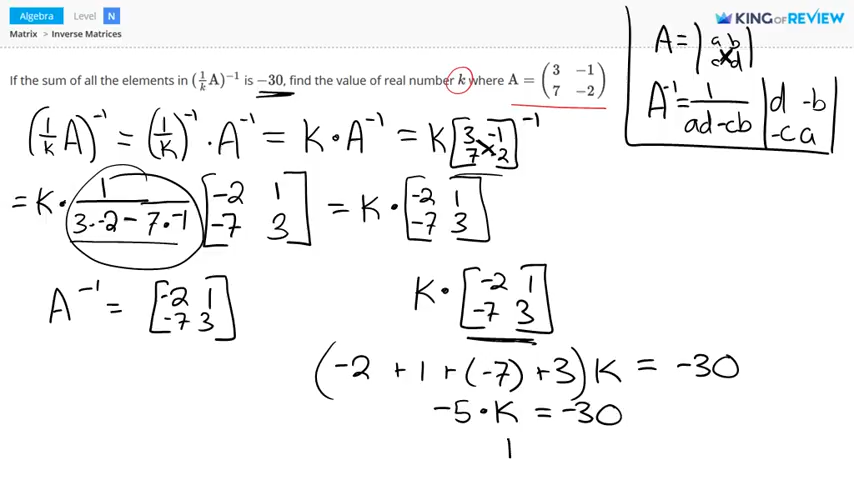 Algebra Level N
KING OF REVIEW
Matrix > Inverse Matrices
If the sum of all the elements in (1/k A)⁻¹ is −30, find the value of real number k where A = (3 −1; 7 −2)
A = |a b; c d|
A⁻¹ = 1/(ad-cb) |d -b; -c a|
(1/K A)⁻¹ = (1/K)⁻¹ · A⁻¹ = K · A⁻¹ = K [3 -1; 7 2]⁻¹
= K · 1/(3·-2 - 7·-1) [-2 1; -7 3] = K · [-2 1; -7 3]
A⁻¹ = [-2 1; -7 3]
K · [-2 1; -7 3]
(-2 + 1 + (-7) + 3) K = -30
-5 · K = -30